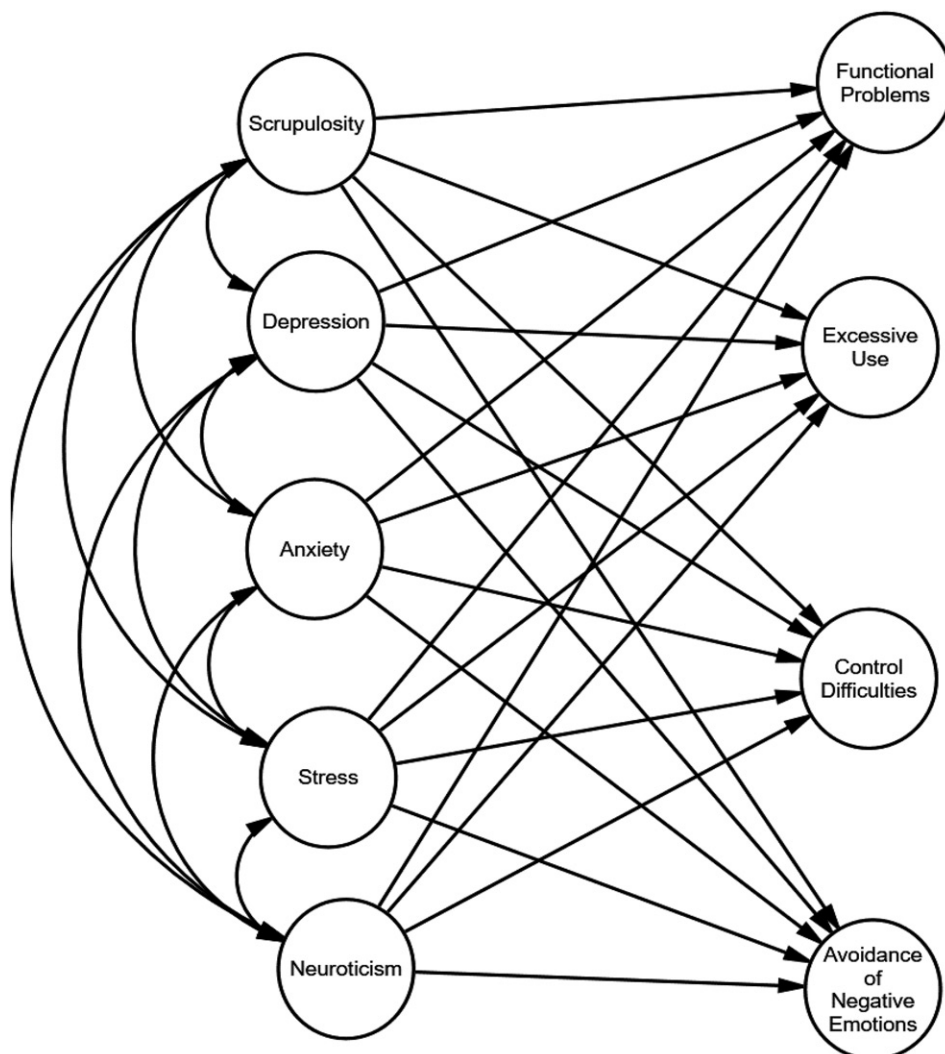 Scrupulosity
Depression
Anxiety
Stress
Neuroticism
Functional
Problems
Excessive
Use
Control
Difficulties
Avoidance
of
Negative
Emotions